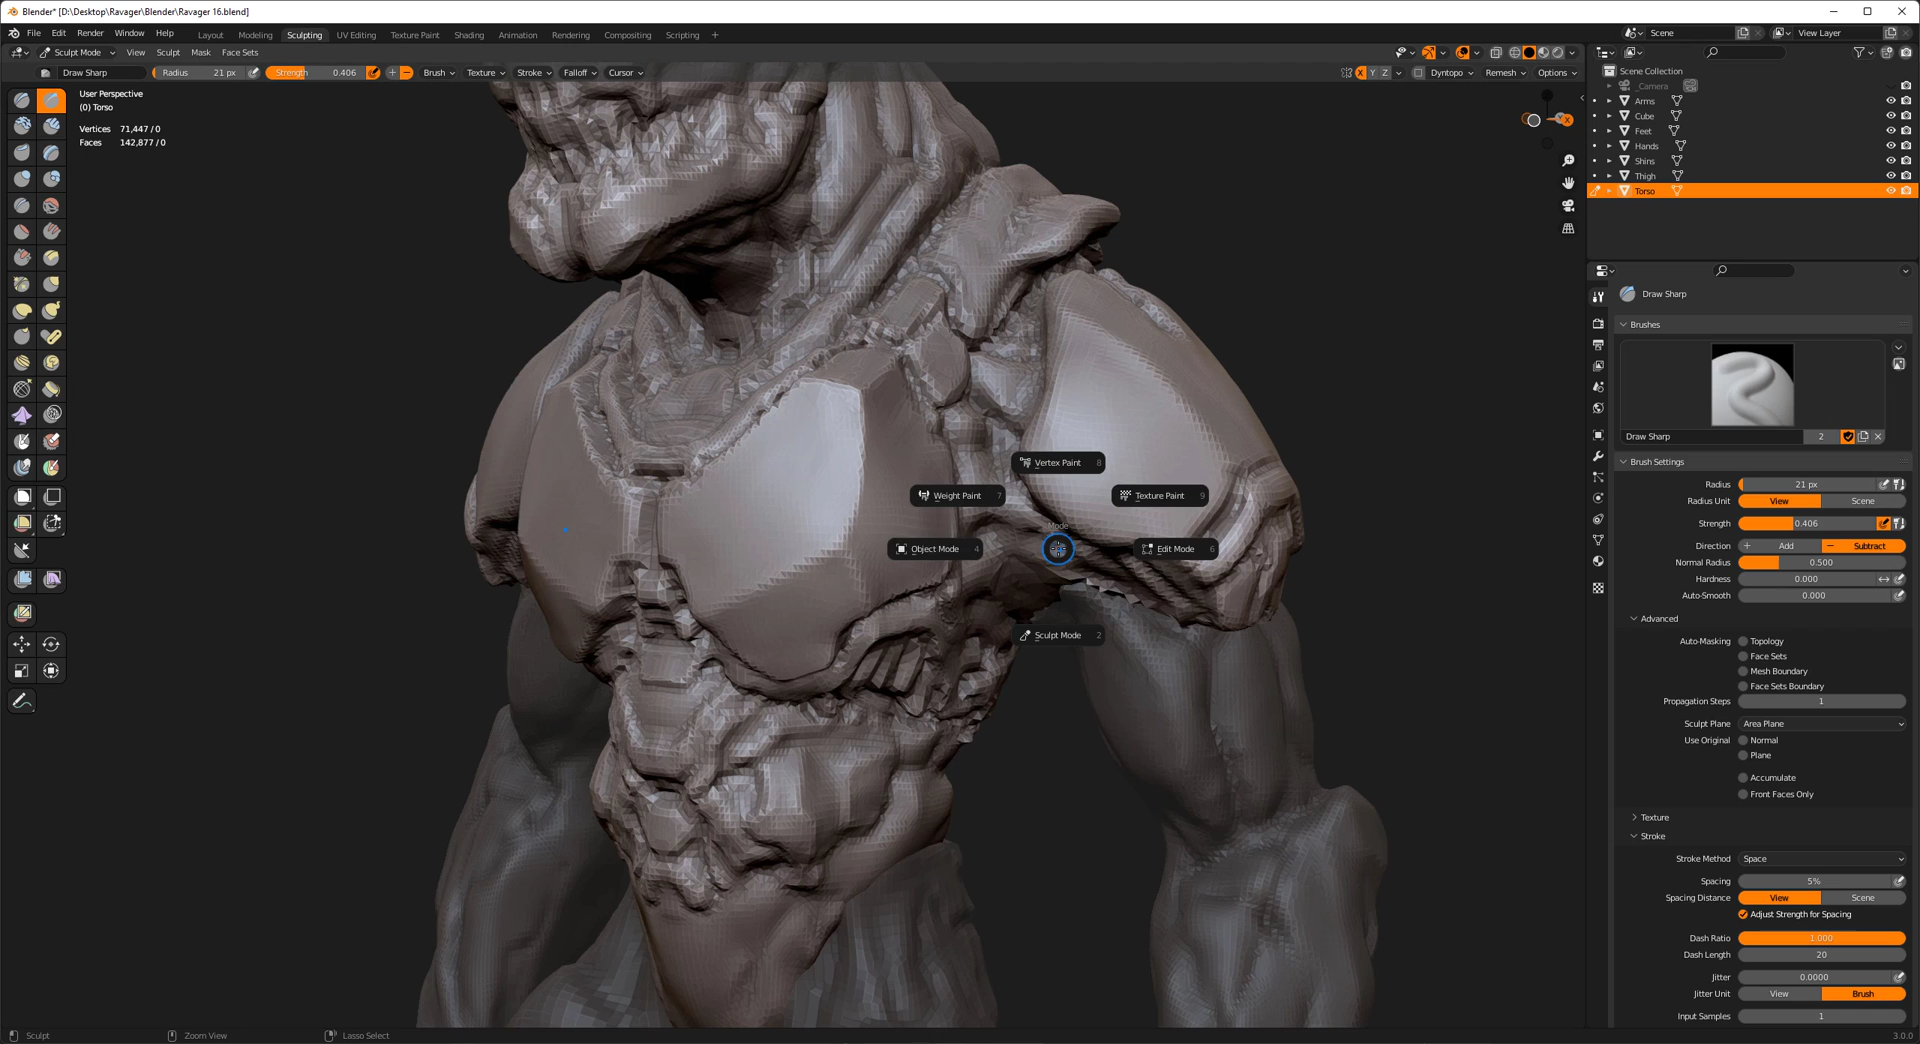 Blender* [D:\Desktop\Ravager\Blender\Ravager 16.blend]
File Edit Render Window Help
Layout Modeling Sculpting UV Editing Texture Paint Shading Animation Rendering Compositing Scripting +
Scene View Layer
Sculpt Mode View Sculpt Mask Face Sets
Draw Sharp Radius 21 px Strength 0.406 + − Brush Texture Stroke Falloff Cursor
X Y Z Dyntopo Remesh Options
User Perspective
(0) Torso
Vertices 71,447 / 0
Faces 142,877 / 0
X
Vertex Paint 8
Weight Paint 7
Texture Paint 9
Mode
Object Mode 4
Edit Mode 6
Sculpt Mode 2
Scene Collection
_Camera
Arms
Cube
Feet
Hands
Shins
Thigh
Torso
Draw Sharp
Brushes
Draw Sharp 2
Brush Settings
Radius 21 px
Radius Unit View Scene
Strength 0.406
Direction + Add − Subtract
Normal Radius 0.500
Hardness 0.000
Auto-Smooth 0.000
Advanced
Auto-Masking Topology
Face Sets
Mesh Boundary
Face Sets Boundary
Propagation Steps 1
Sculpt Plane Area Plane
Use Original Normal
Plane
Accumulate
Front Faces Only
Texture
Stroke
Stroke Method Space
Spacing 5%
Spacing Distance View Scene
Adjust Strength for Spacing
Dash Ratio 1.000
Dash Length 20
Jitter 0.0000
Jitter Unit View Brush
Input Samples 1
Sculpt Zoom View Lasso Select 3.0.0